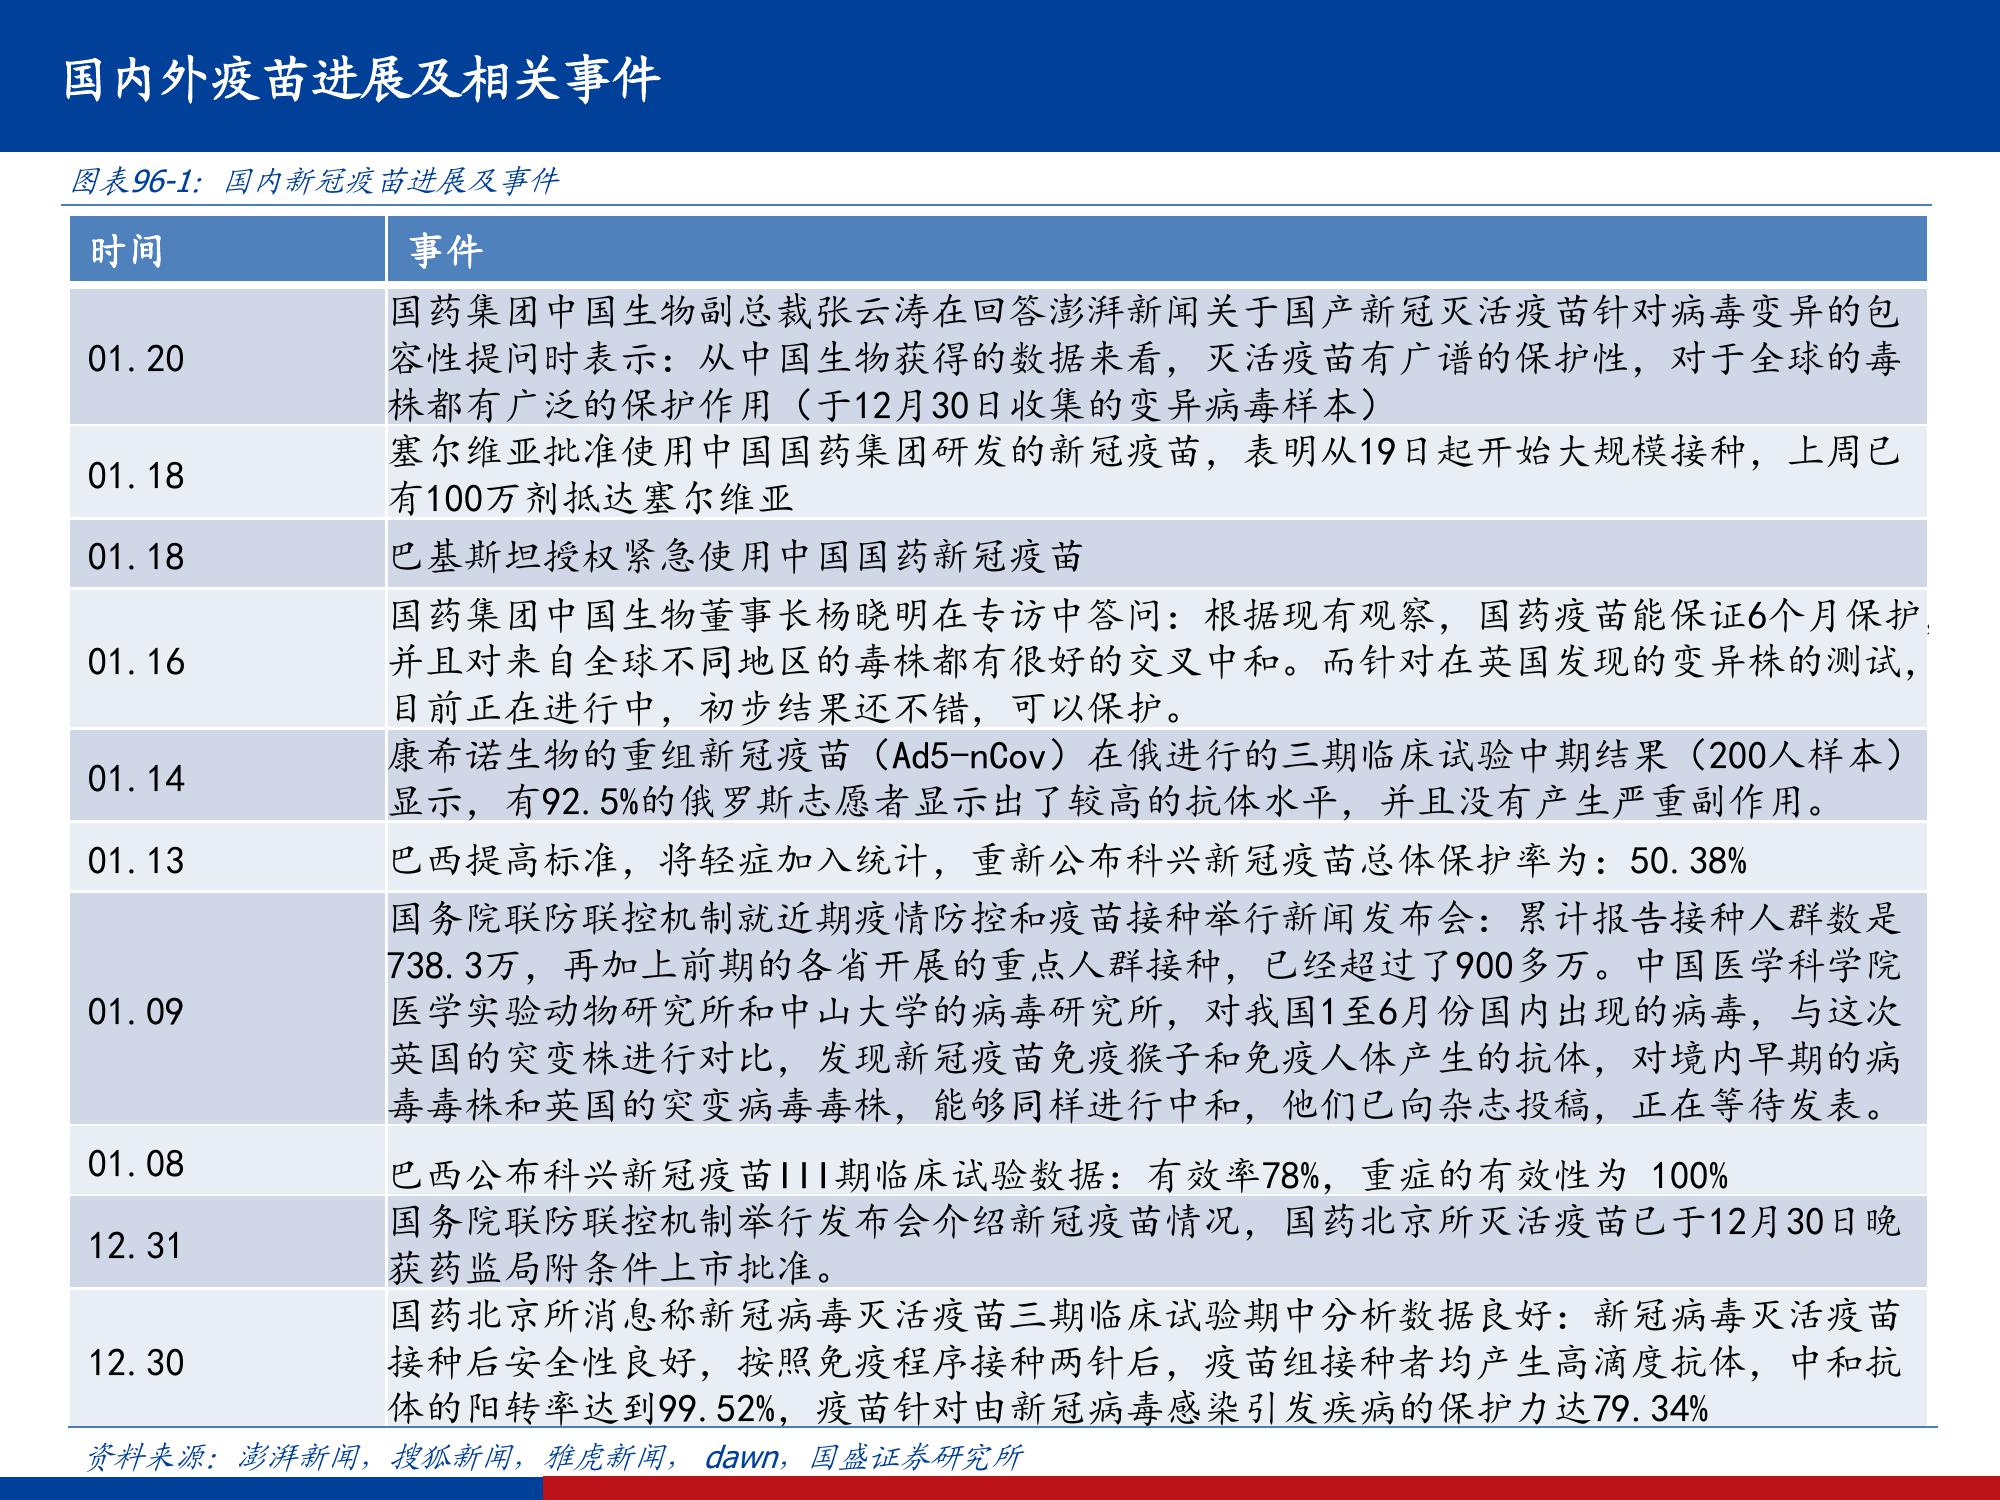 国内外疫苗进展及相关事件
图表96-1: 国内新冠疫苗进展及事件
时间 事件
01.20
国药集团中国生物副总裁张云涛在回答澎湃新闻关于国产新冠灭活疫苗针对病毒变异的包
容性提问时表示：从中国生物获得的数据来看，灭活疫苗有广谱的保护性，对于全球的毒
株都有广泛的保护作用（于12月30日收集的变异病毒样本）
01.18
塞尔维亚批准使用中国国药集团研发的新冠疫苗，表明从19日起开始大规模接种，上周已
有100万剂抵达塞尔维亚
01.18
巴基斯坦授权紧急使用中国国药新冠疫苗
01.16
国药集团中国生物董事长杨晓明在专访中答问：根据现有观察，国药疫苗能保证6个月保护，
并且对来自全球不同地区的毒株都有很好的交叉中和。而针对在英国发现的变异株的测试，
目前正在进行中，初步结果还不错，可以保护。
01.14
康希诺生物的重组新冠疫苗（Ad5-nCov）在俄进行的三期临床试验中期结果（200人样本）
显示，有92.5%的俄罗斯志愿者显示出了较高的抗体水平，并且没有产生严重副作用。
01.13
巴西提高标准，将轻症加入统计，重新公布科兴新冠疫苗总体保护率为：50.38%
01.09
国务院联防联控机制就近期疫情防控和疫苗接种举行新闻发布会：累计报告接种人群数是
738.3万，再加上前期的各省开展的重点人群接种，已经超过了900多万。中国医学科学院
医学实验动物研究所和中山大学的病毒研究所，对我国1至6月份国内出现的病毒，与这次
英国的突变株进行对比，发现新冠疫苗免疫猴子和免疫人体产生的抗体，对境内早期的病
毒毒株和英国的突变病毒毒株，能够同样进行中和，他们已向杂志投稿，正在等待发表。
01.08
巴西公布科兴新冠疫苗III期临床试验数据：有效率78%，重症的有效性为 100%
12.31
国务院联防联控机制举行发布会介绍新冠疫苗情况，国药北京所灭活疫苗已于12月30日晚
获药监局附条件上市批准。
12.30
国药北京所消息称新冠病毒灭活疫苗三期临床试验期中分析数据良好：新冠病毒灭活疫苗
接种后安全性良好，按照免疫程序接种两针后，疫苗组接种者均产生高滴度抗体，中和抗
体的阳转率达到99.52%，疫苗针对由新冠病毒感染引发疾病的保护力达79.34%
资料来源：澎湃新闻，搜狐新闻，雅虎新闻， dawn，国盛证券研究所